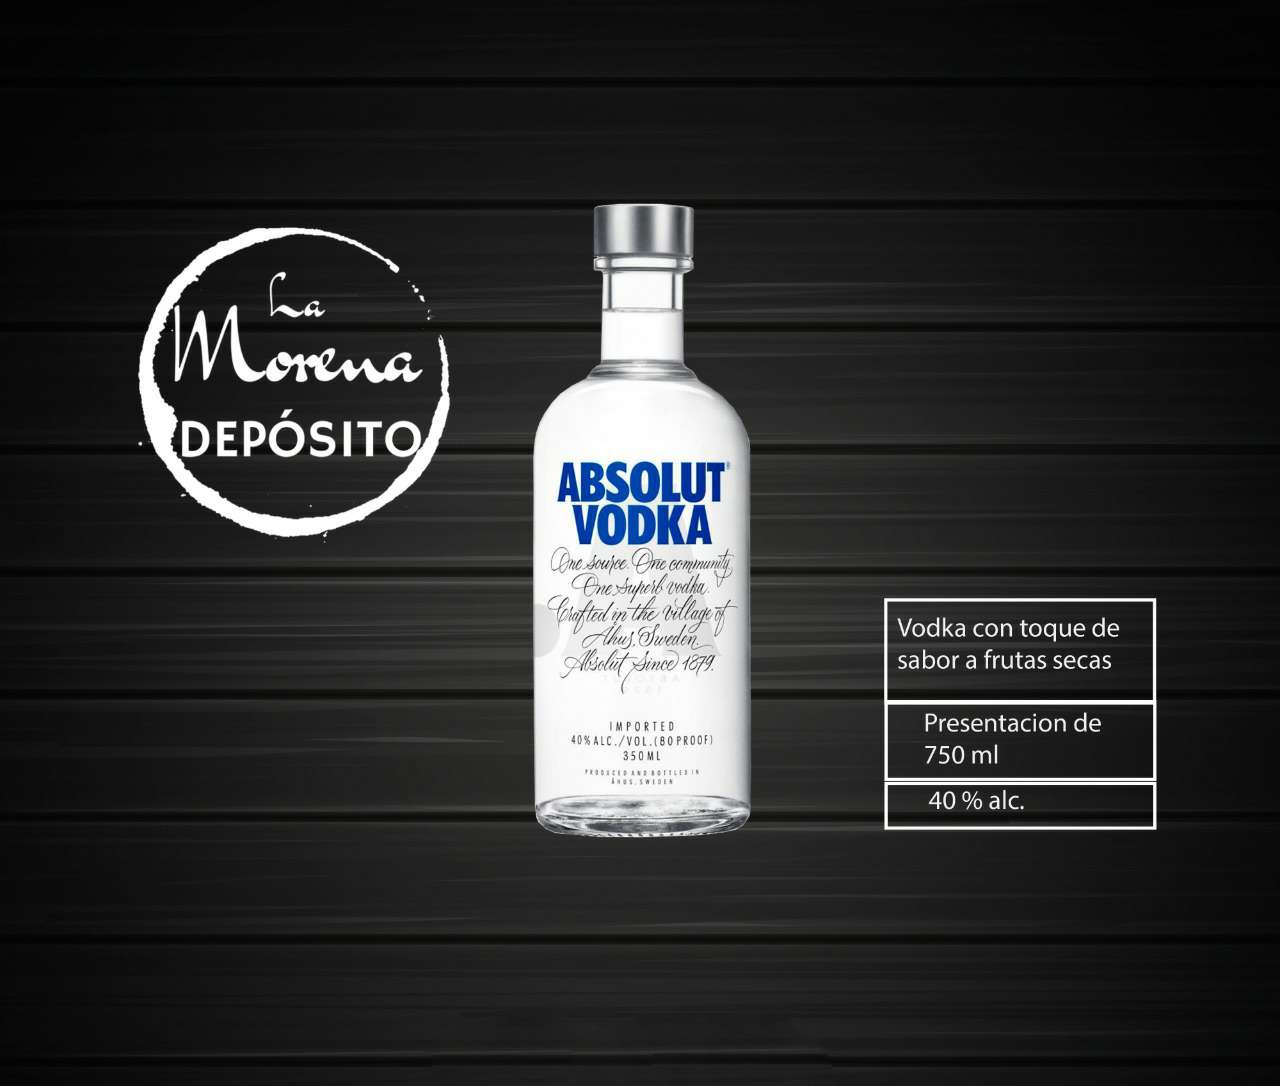 La
Morena
DEPÓSITO
ABSOLUT®
VODKA
One source. One community
One superb vodka.
Crafted in the village of
Åhus, Sweden.
Absolut Since 1879.
IMPORTED
40% ALC./VOL. (80 PROOF)
350 ML
PRODUCED AND BOTTLED IN
ÅHUS, SWEDEN
Vodka con toque de
sabor a frutas secas
Presentacion de
750 ml
40 % alc.